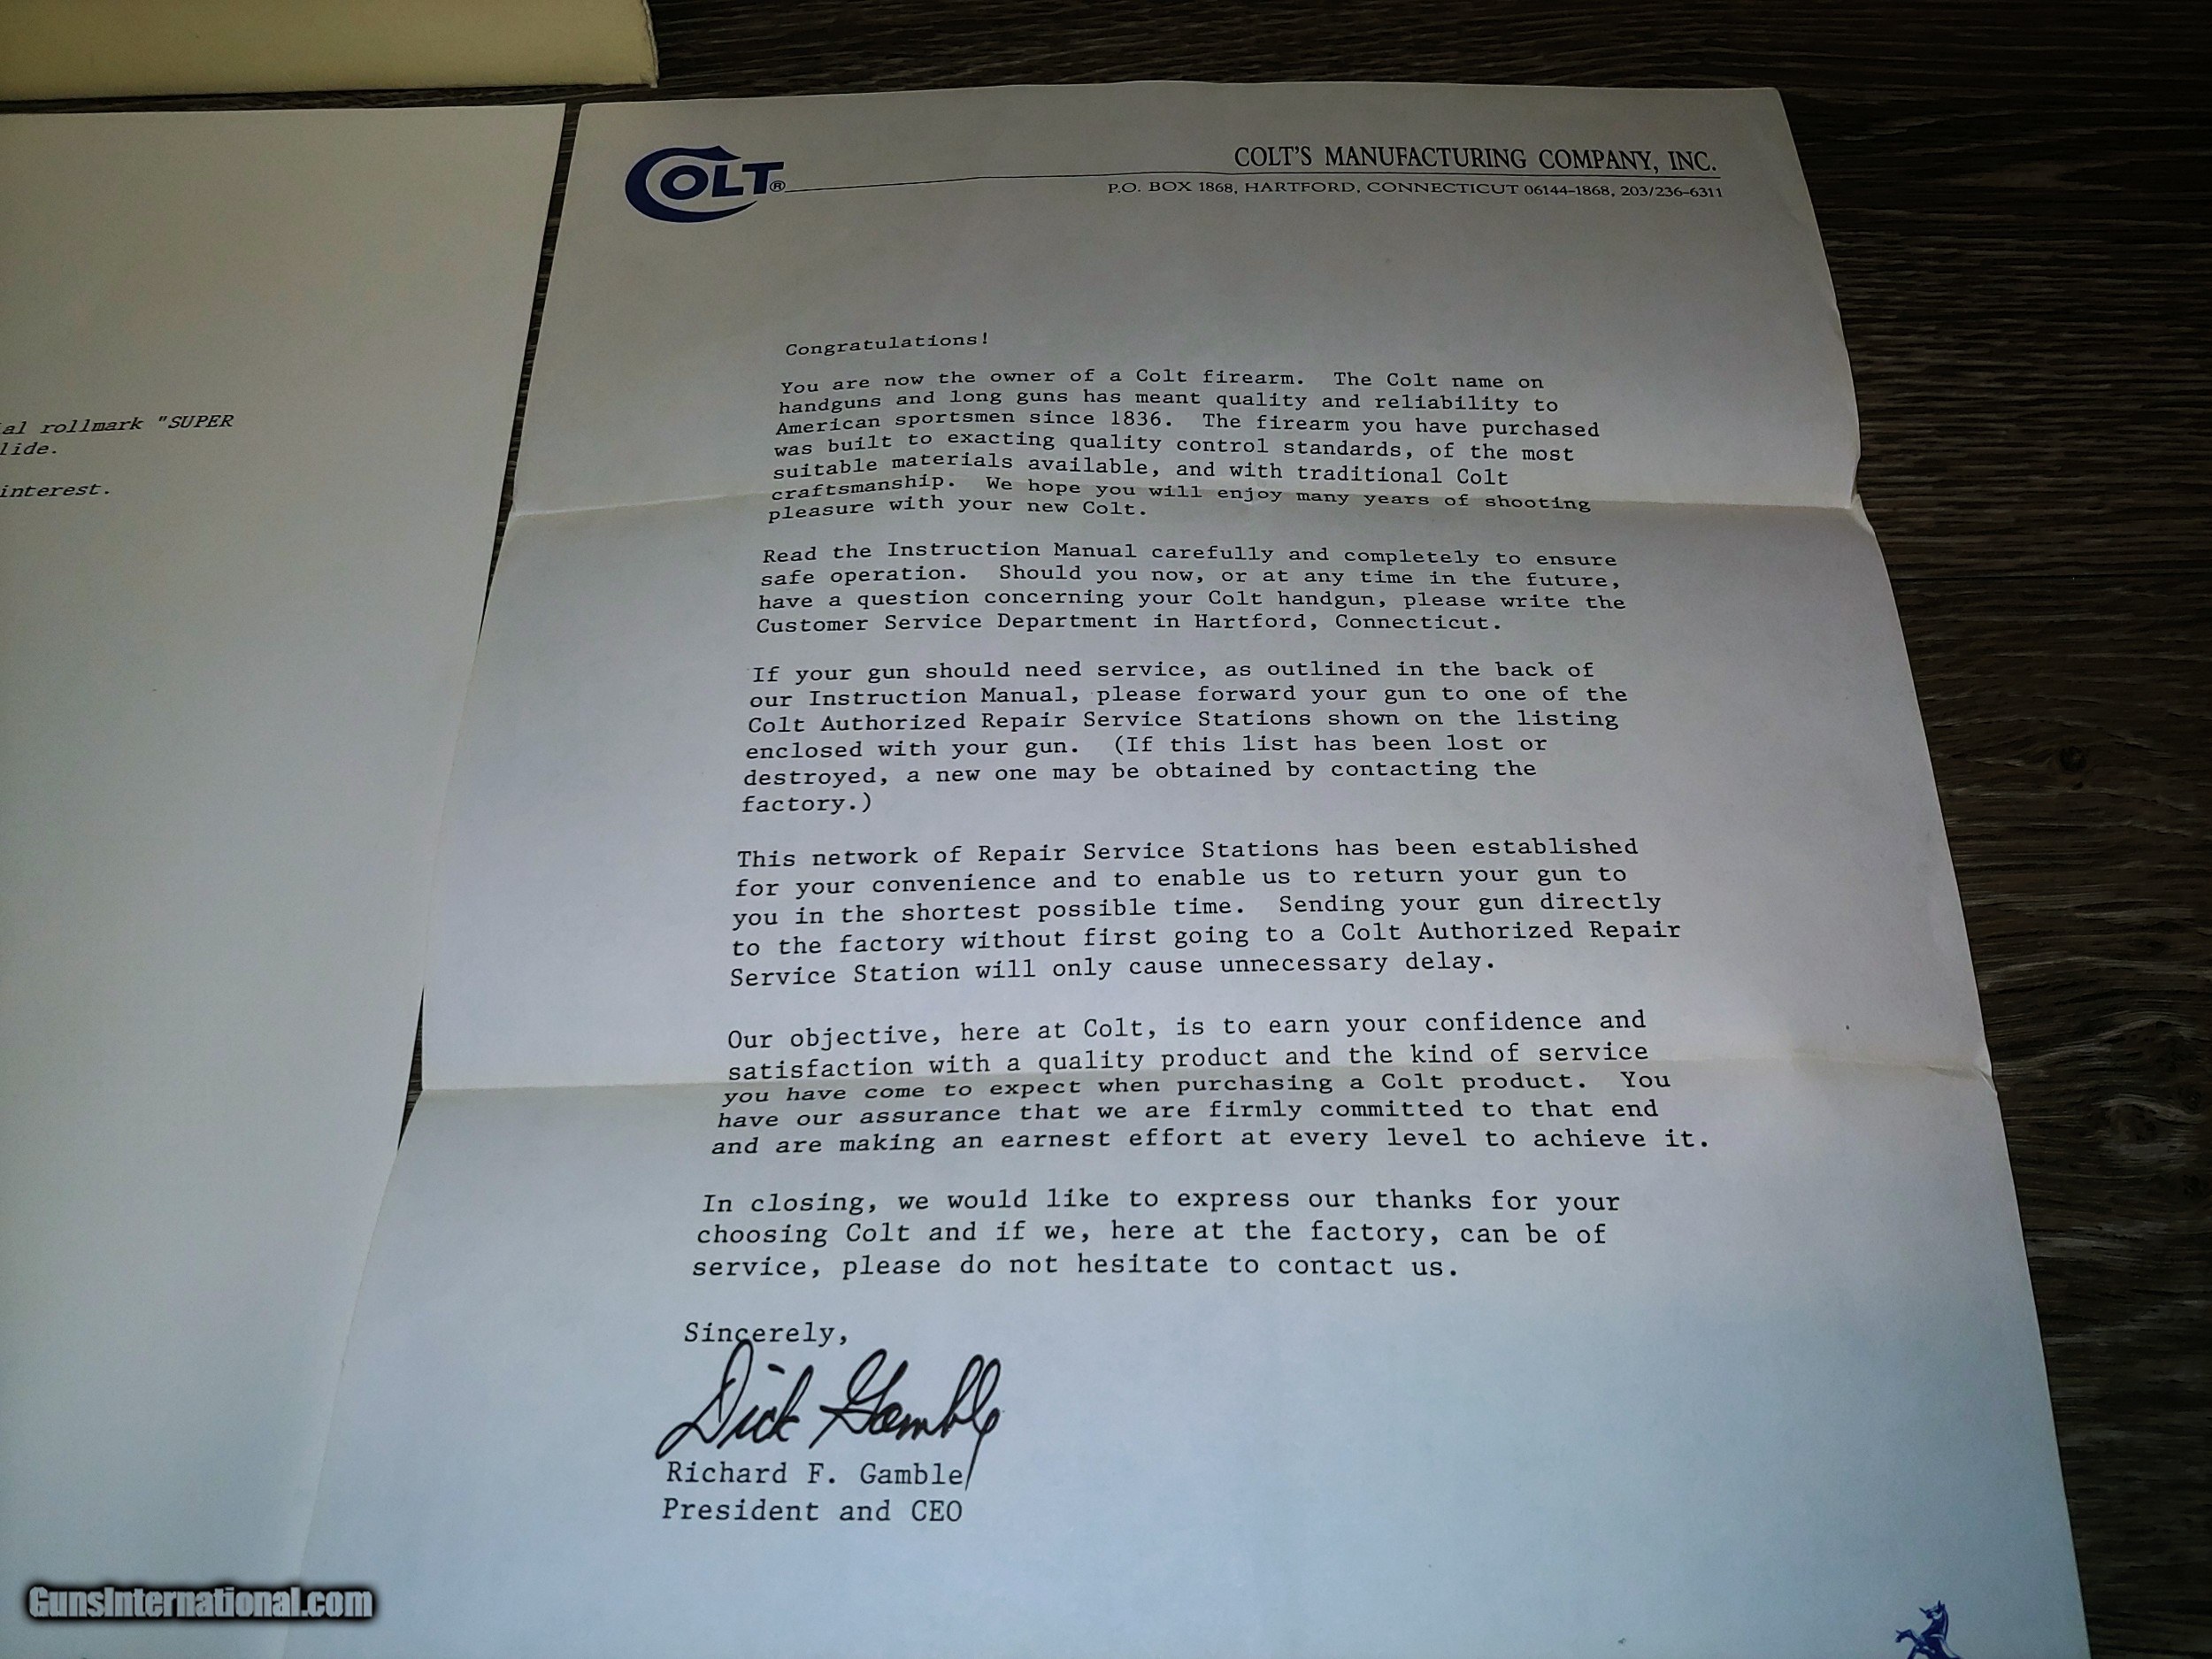 al rollmark "SUPER
lide.
interest.
COLT®
COLT'S MANUFACTURING COMPANY, INC.
P.O. BOX 1868, HARTFORD, CONNECTICUT 06144-1868, 203/236-6311
Congratulations!
You are now the owner of a Colt firearm. The Colt name on
handguns and long guns has meant quality and reliability to
American sportsmen since 1836. The firearm you have purchased
was built to exacting quality control standards, of the most
suitable materials available, and with traditional Colt
craftsmanship. We hope you will enjoy many years of shooting
pleasure with your new Colt.
Read the Instruction Manual carefully and completely to ensure
safe operation. Should you now, or at any time in the future,
have a question concerning your Colt handgun, please write the
Customer Service Department in Hartford, Connecticut.
If your gun should need service, as outlined in the back of
our Instruction Manual, please forward your gun to one of the
Colt Authorized Repair Service Stations shown on the listing
enclosed with your gun. (If this list has been lost or
destroyed, a new one may be obtained by contacting the
factory.)
This network of Repair Service Stations has been established
for your convenience and to enable us to return your gun to
you in the shortest possible time. Sending your gun directly
to the factory without first going to a Colt Authorized Repair
Service Station will only cause unnecessary delay.
Our objective, here at Colt, is to earn your confidence and
satisfaction with a quality product and the kind of service
you have come to expect when purchasing a Colt product. You
have our assurance that we are firmly committed to that end
and are making an earnest effort at every level to achieve it.
In closing, we would like to express our thanks for your
choosing Colt and if we, here at the factory, can be of
service, please do not hesitate to contact us.
Sincerely,
Dick Gamble
Richard F. Gamble
President and CEO
GunsInternational.com